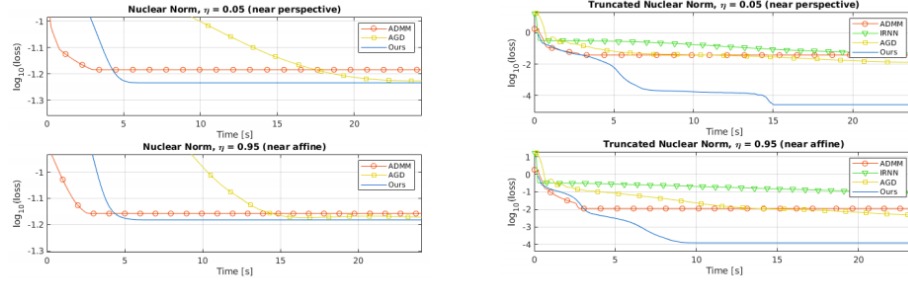 Nuclear Norm, η = 0.05 (near perspective)
-1
-1.1
-1.2
-1.3
log10(loss)
ADMM
AGD
Ours
0 5 10 15 20
Time [s]
Truncated Nuclear Norm, η = 0.05 (near perspective)
0
-2
-4
log10(loss)
ADMM
IRNN
AGD
Ours
0 5 10 15 20
Time [s]
Nuclear Norm, η = 0.95 (near affine)
-1
-1.1
-1.2
-1.3
log10(loss)
ADMM
AGD
Ours
0 5 10 15 20
Time [s]
Truncated Nuclear Norm, η = 0.95 (near affine)
1
0
-1
-2
-3
-4
log10(loss)
ADMM
IRNN
AGD
Ours
0 5 10 15 20
Time [s]